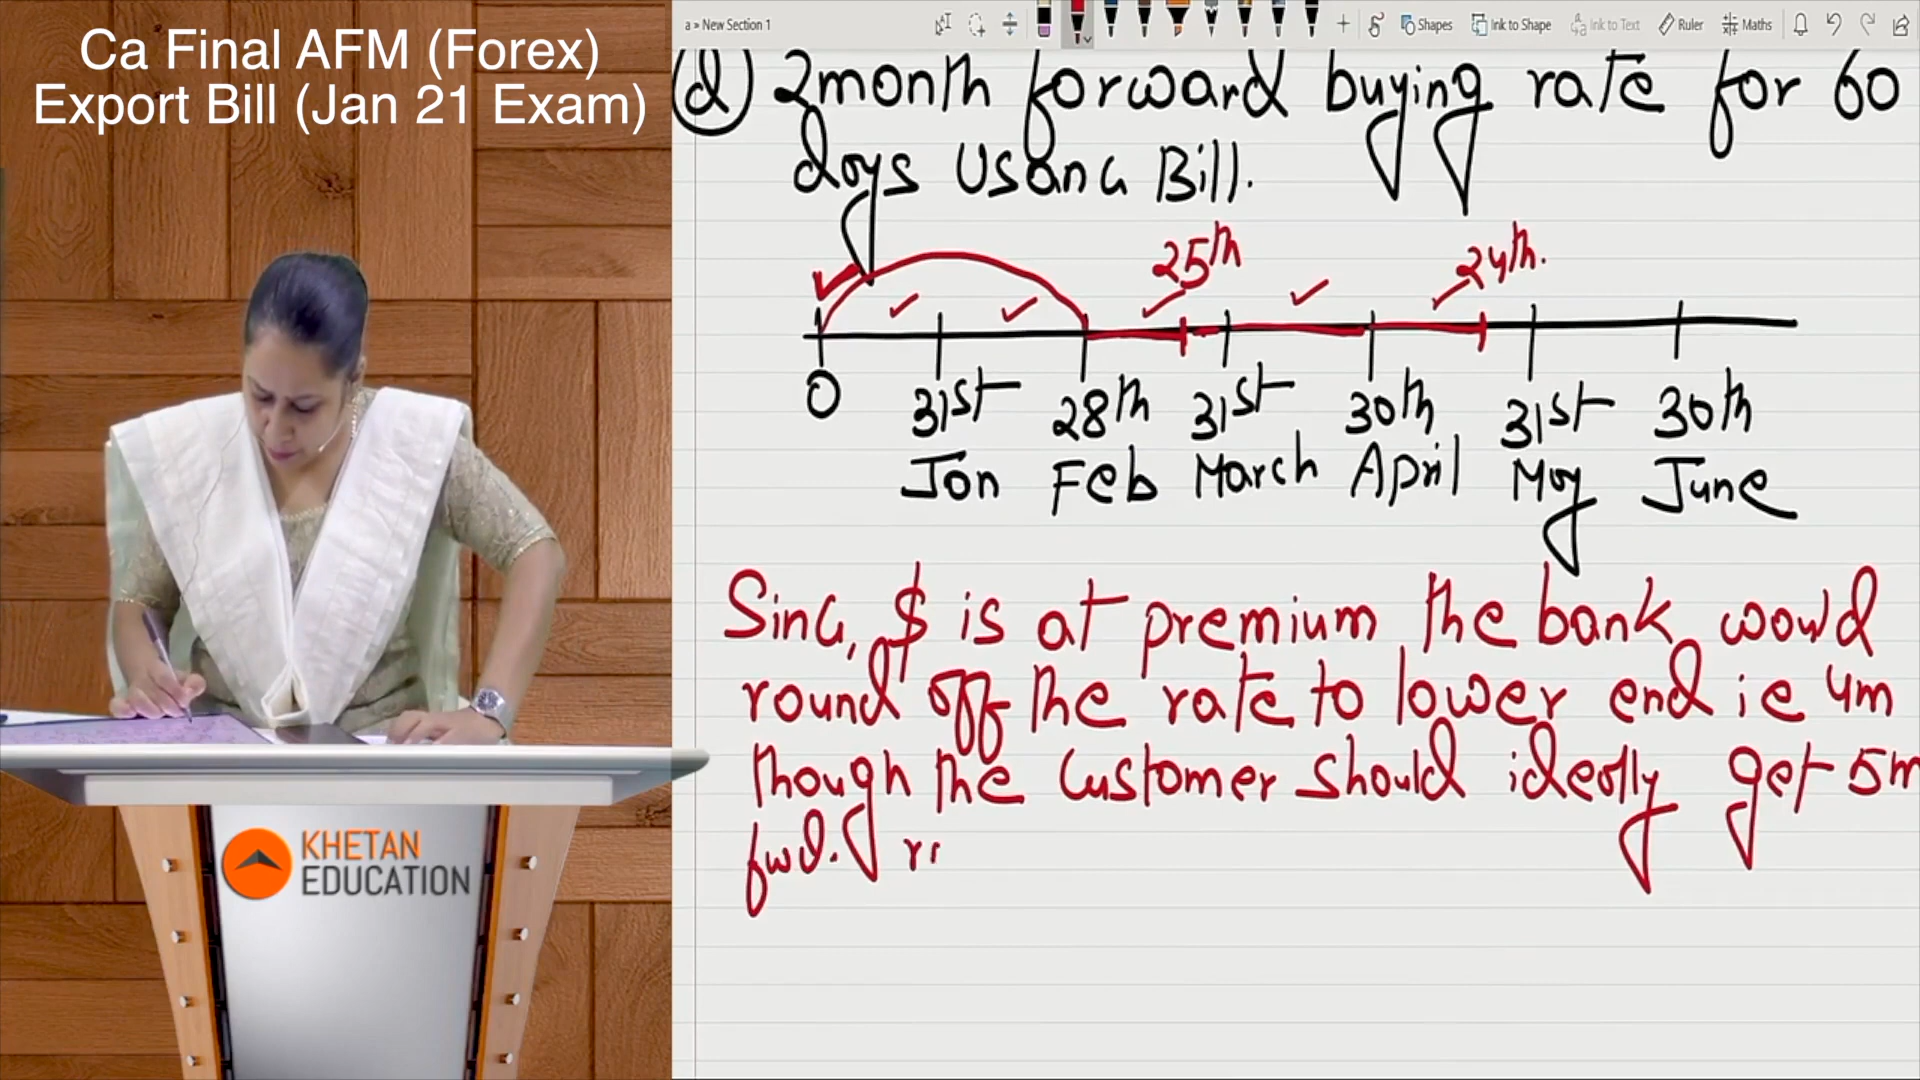 Ca Final AFM (Forex)
Export Bill (Jan 21 Exam)
a » New Section 1
Shapes
Ink to Shape
Ink to Text
Ruler
Maths
(d) 2month forward buying rate for 60
days Usance Bill.
25th
24th.
0
31st
28th
31st
30th
31st
30th
Jan
Feb
March
April
May
June
Since, $ is at premium the bank would
round off the rate to lower end ie 4m
though the customer should ideally get 5m
fwd.
KHETAN
EDUCATION